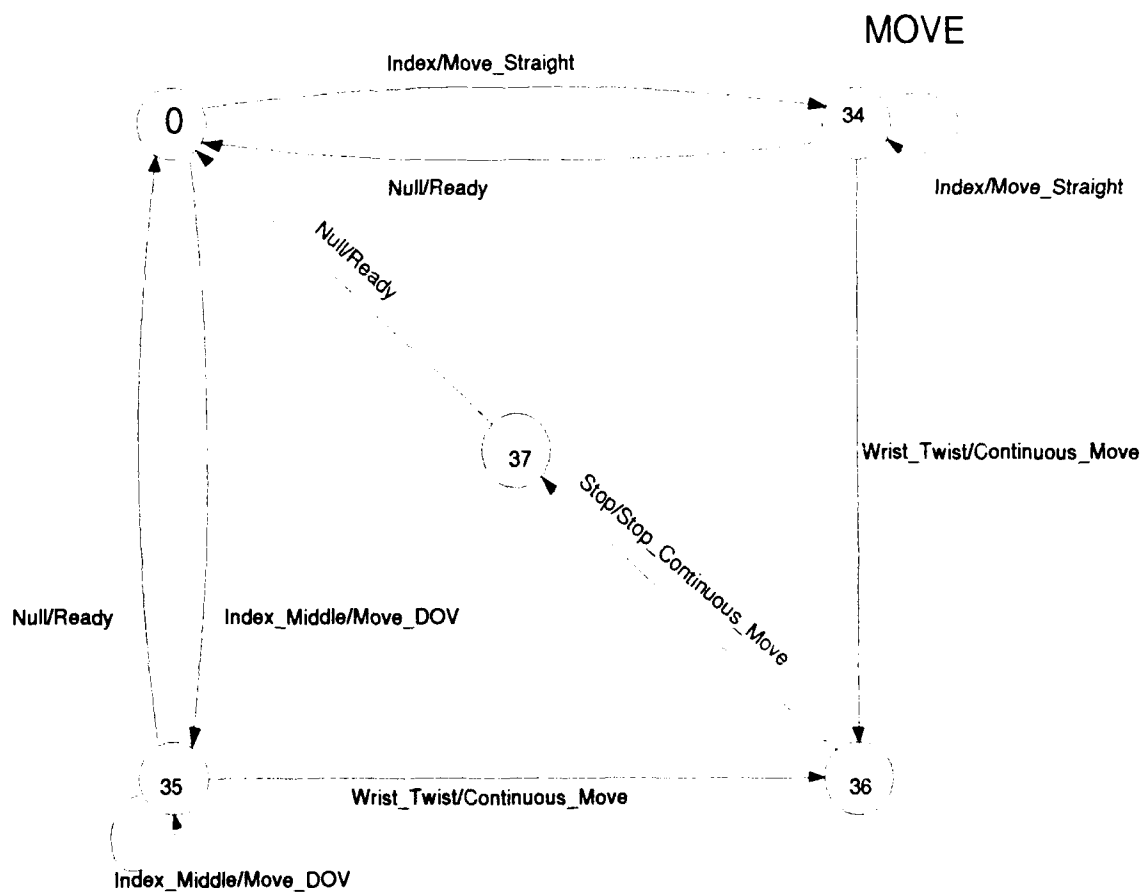 MOVE
Index/Move_Straight
0
34
Null/Ready
Index/Move_Straight
Null/Ready
37
Wrist_Twist/Continuous_Move
Stop/Stop_Continuous_Move
Null/Ready
Index_Middle/Move_DOV
35
36
Wrist_Twist/Continuous_Move
Index_Middle/Move_DOV